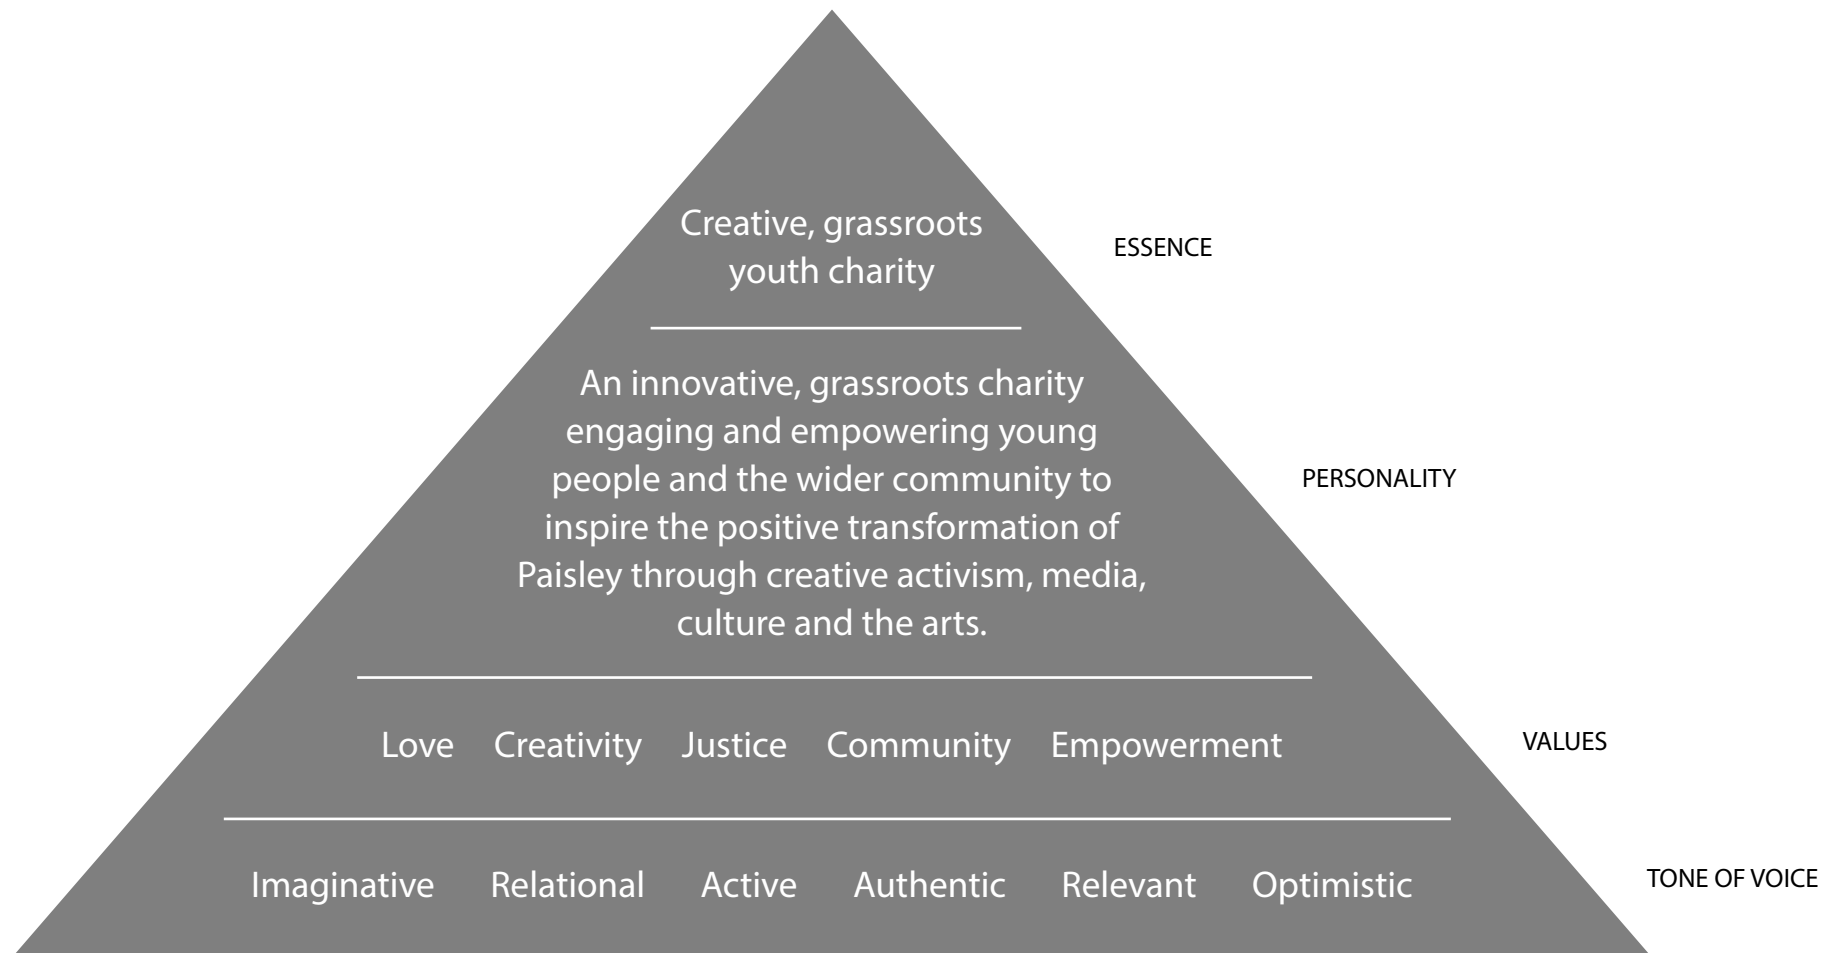 Creative, grassroots
youth charity
ESSENCE
An innovative, grassroots charity
engaging and empowering young
people and the wider community to
inspire the positive transformation of
Paisley through creative activism, media,
culture and the arts.
PERSONALITY
Love Creativity Justice Community Empowerment
VALUES
Imaginative Relational Active Authentic Relevant Optimistic
TONE OF VOICE